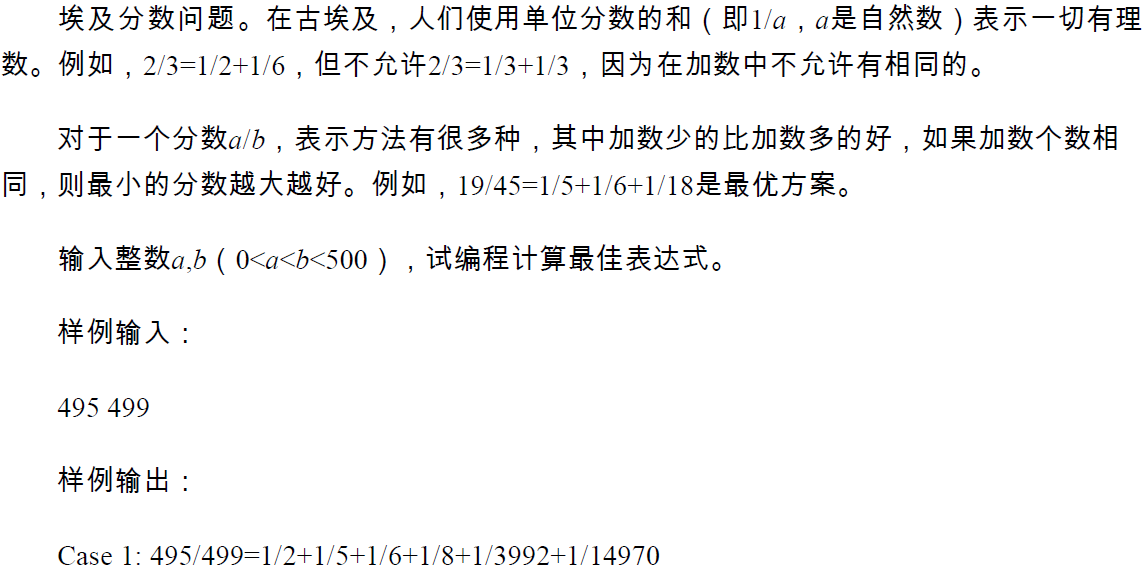 埃及分数问题。在古埃及，人们使用单位分数的和（即1/a，a是自然数）表示一切有理
数。例如，2/3=1/2+1/6，但不允许2/3=1/3+1/3，因为在加数中不允许有相同的。
对于一个分数a/b，表示方法有很多种，其中加数少的比加数多的好，如果加数个数相
同，则最小的分数越大越好。例如，19/45=1/5+1/6+1/18是最优方案。
输入整数a,b（0<a<b<500），试编程计算最佳表达式。
样例输入：
495 499
样例输出：
Case 1: 495/499=1/2+1/5+1/6+1/8+1/3992+1/14970